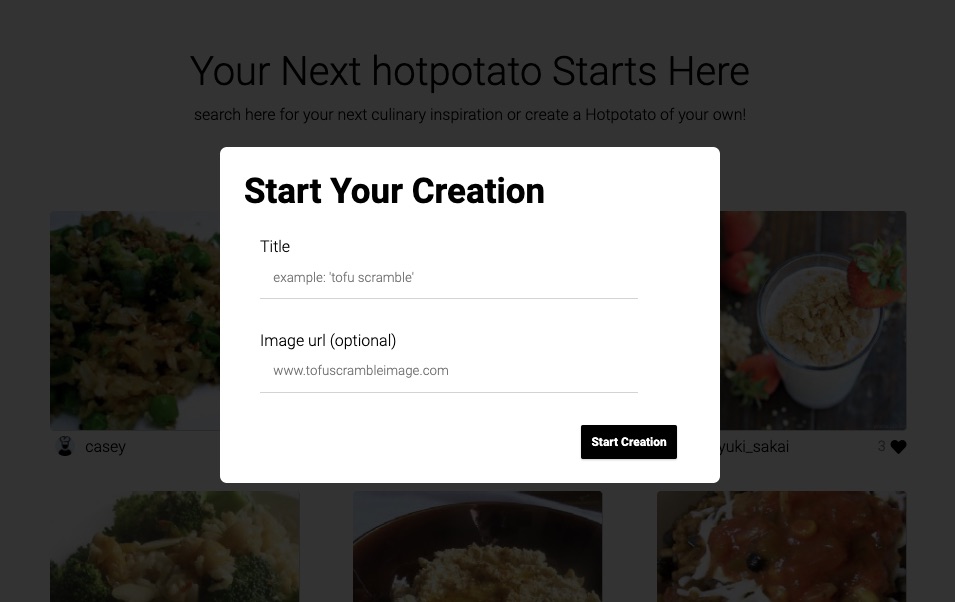 Your Next hotpotato Starts Here
search here for your next culinary inspiration or create a Hotpotato of your own!
Start Your Creation
Title
example: 'tofu scramble'
Image url (optional)
www.tofuscrambleimage.com
Start Creation
casey
yuki_sakai
3